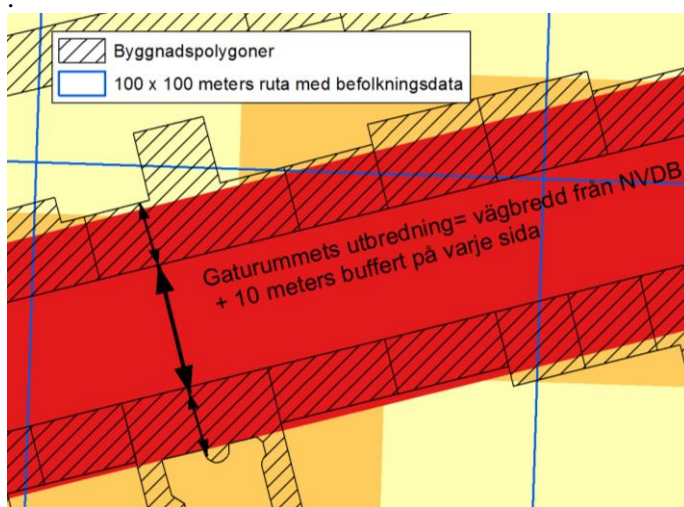 .
Byggnadspolygoner
100 x 100 meters ruta med befolkningsdata
Gaturummets utbredning= vägbredd från NVDB
+ 10 meters buffert på varje sida